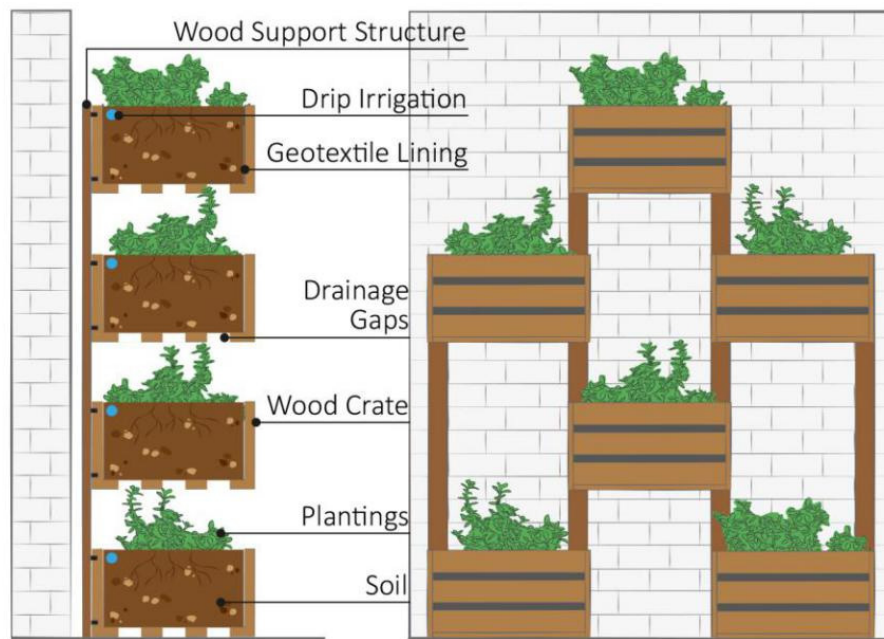 Wood Support Structure
Drip Irrigation
Geotextile Lining
Drainage
Gaps
Wood Crate
Plantings
Soil